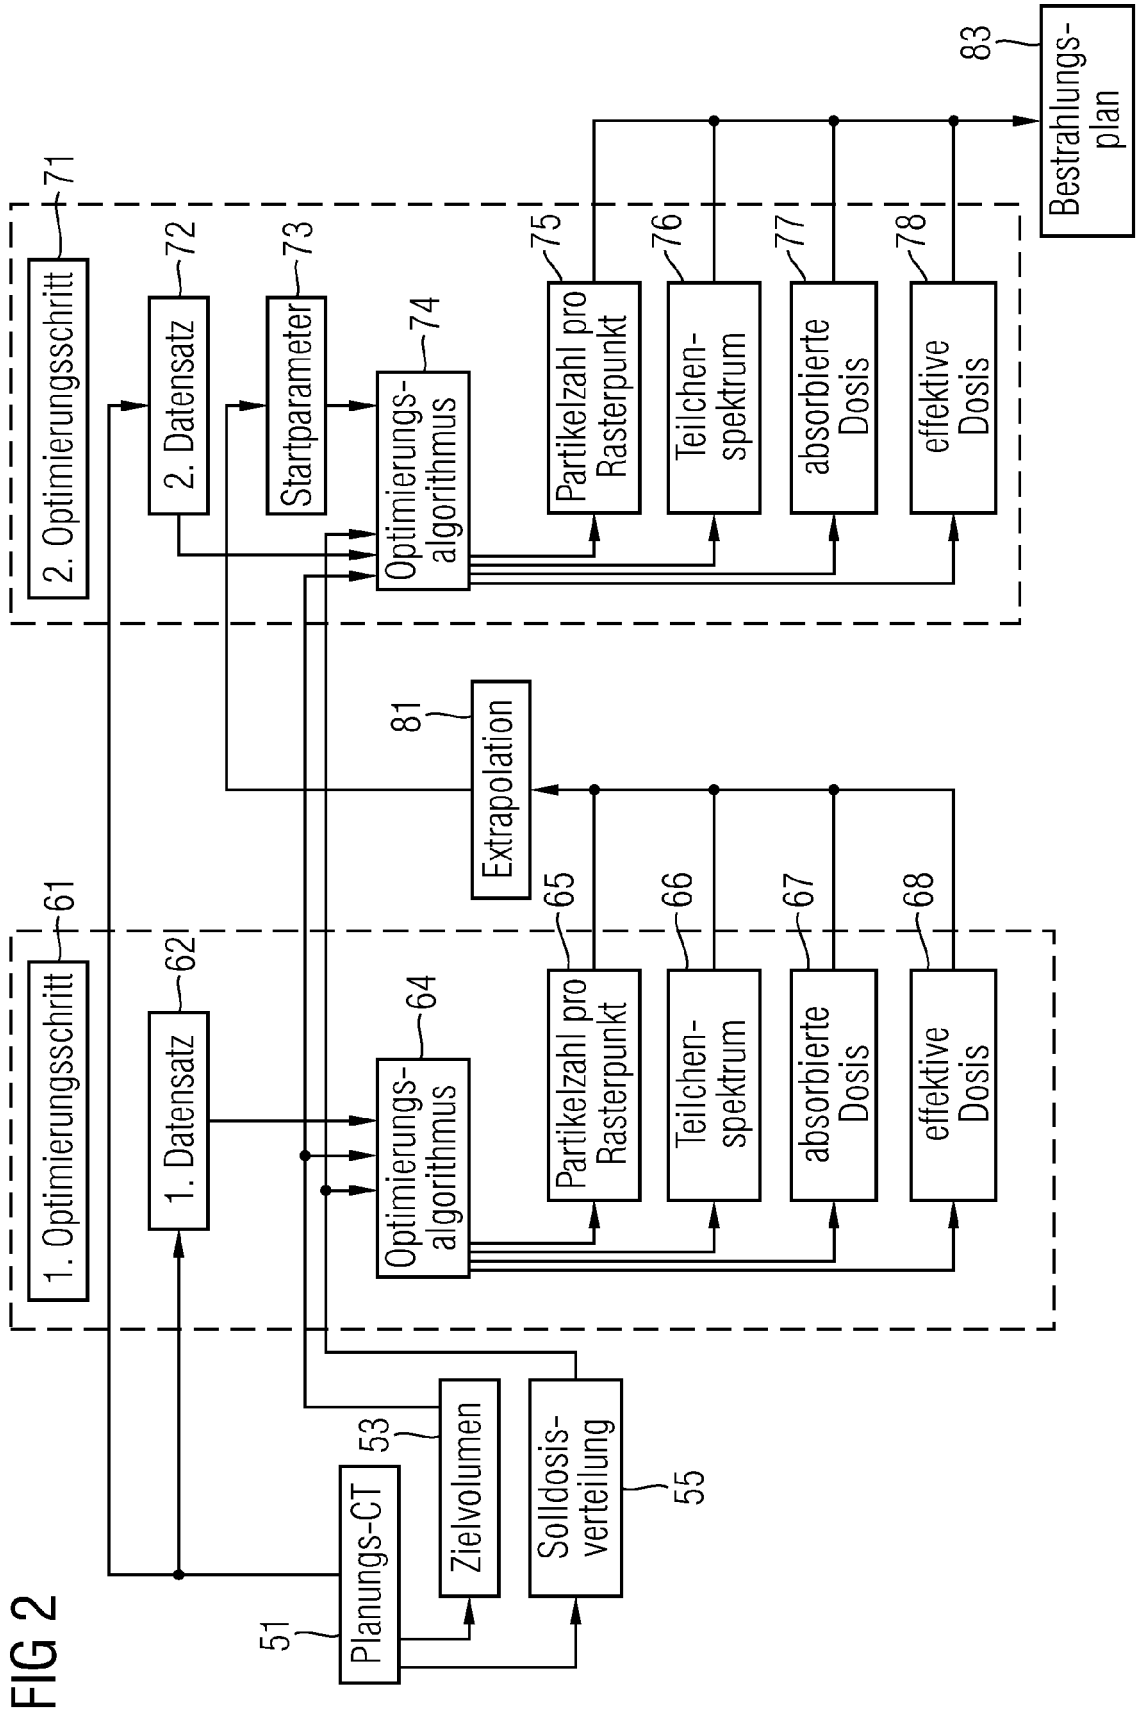 FIG 2
51
Planungs-CT
53
Zielvolumen
Solldosis-
verteilung
55
61
1. Optimierungsschritt
62
1. Datensatz
64
Optimierungs-
algorithmus
65
Partikelzahl pro
Rasterpunkt
66
Teilchen-
spektrum
67
absorbierte
Dosis
68
effektive
Dosis
81
Extrapolation
71
2. Optimierungsschritt
72
2. Datensatz
73
Startparameter
74
Optimierungs-
algorithmus
75
Partikelzahl pro
Rasterpunkt
76
Teilchen-
spektrum
77
absorbierte
Dosis
78
effektive
Dosis
83
Bestrahlungs-
plan